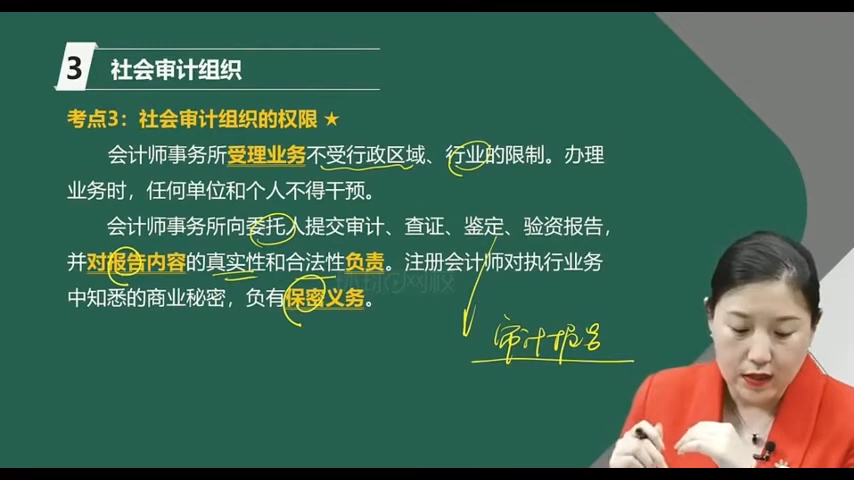 3 社会审计组织
考点3：社会审计组织的权限 ★
会计师事务所受理业务不受行政区域、行业的限制。办理
业务时，任何单位和个人不得干预。
会计师事务所向委托人提交审计、查证、鉴定、验资报告，
并对报告内容的真实性和合法性负责。注册会计师对执行业务
中知悉的商业秘密，负有保密义务。
审计报告